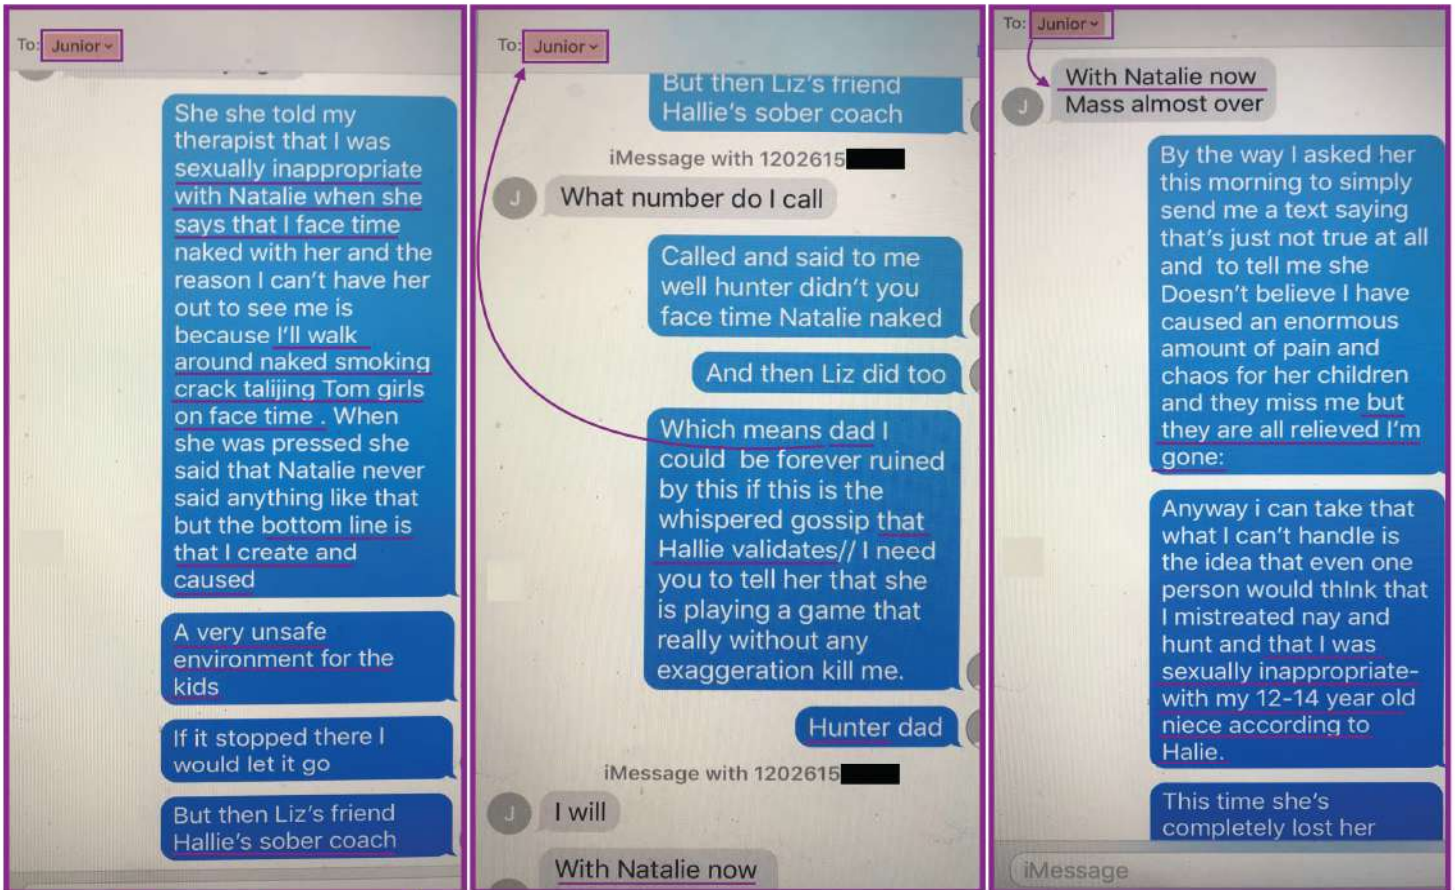 To: Junior
She she told my
therapist that I was
sexually inappropriate
with Natalie when she
says that I face time
naked with her and the
reason I can't have her
out to see me is
because I'll walk
around naked smoking
crack talijing Tom girls
on face time . When
she was pressed she
said that Natalie never
said anything like that
but the bottom line is
that I create and
caused
A very unsafe
environment for the
kids
If it stopped there I
would let it go
But then Liz's friend
Hallie's sober coach
To: Junior
But then Liz's friend
Hallie's sober coach
iMessage with 1202615
J
What number do I call
Called and said to me
well hunter didn't you
face time Natalie naked
And then Liz did too
Which means dad I
could be forever ruined
by this if this is the
whispered gossip that
Hallie validates// I need
you to tell her that she
is playing a game that
really without any
exaggeration kill me.
Hunter dad
iMessage with 1202615
J
I will
With Natalie now
To: Junior
With Natalie now
J
Mass almost over
By the way I asked her
this morning to simply
send me a text saying
that's just not true at all
and to tell me she
Doesn't believe I have
caused an enormous
amount of pain and
chaos for her children
and they miss me but
they are all relieved I'm
gone:
Anyway i can take that
what I can't handle is
the idea that even one
person would thInk that
I mistreated nay and
hunt and that I was
sexually inappropriate-
with my 12-14 year old
niece according to
Halie.
This time she's
completely lost her
iMessage